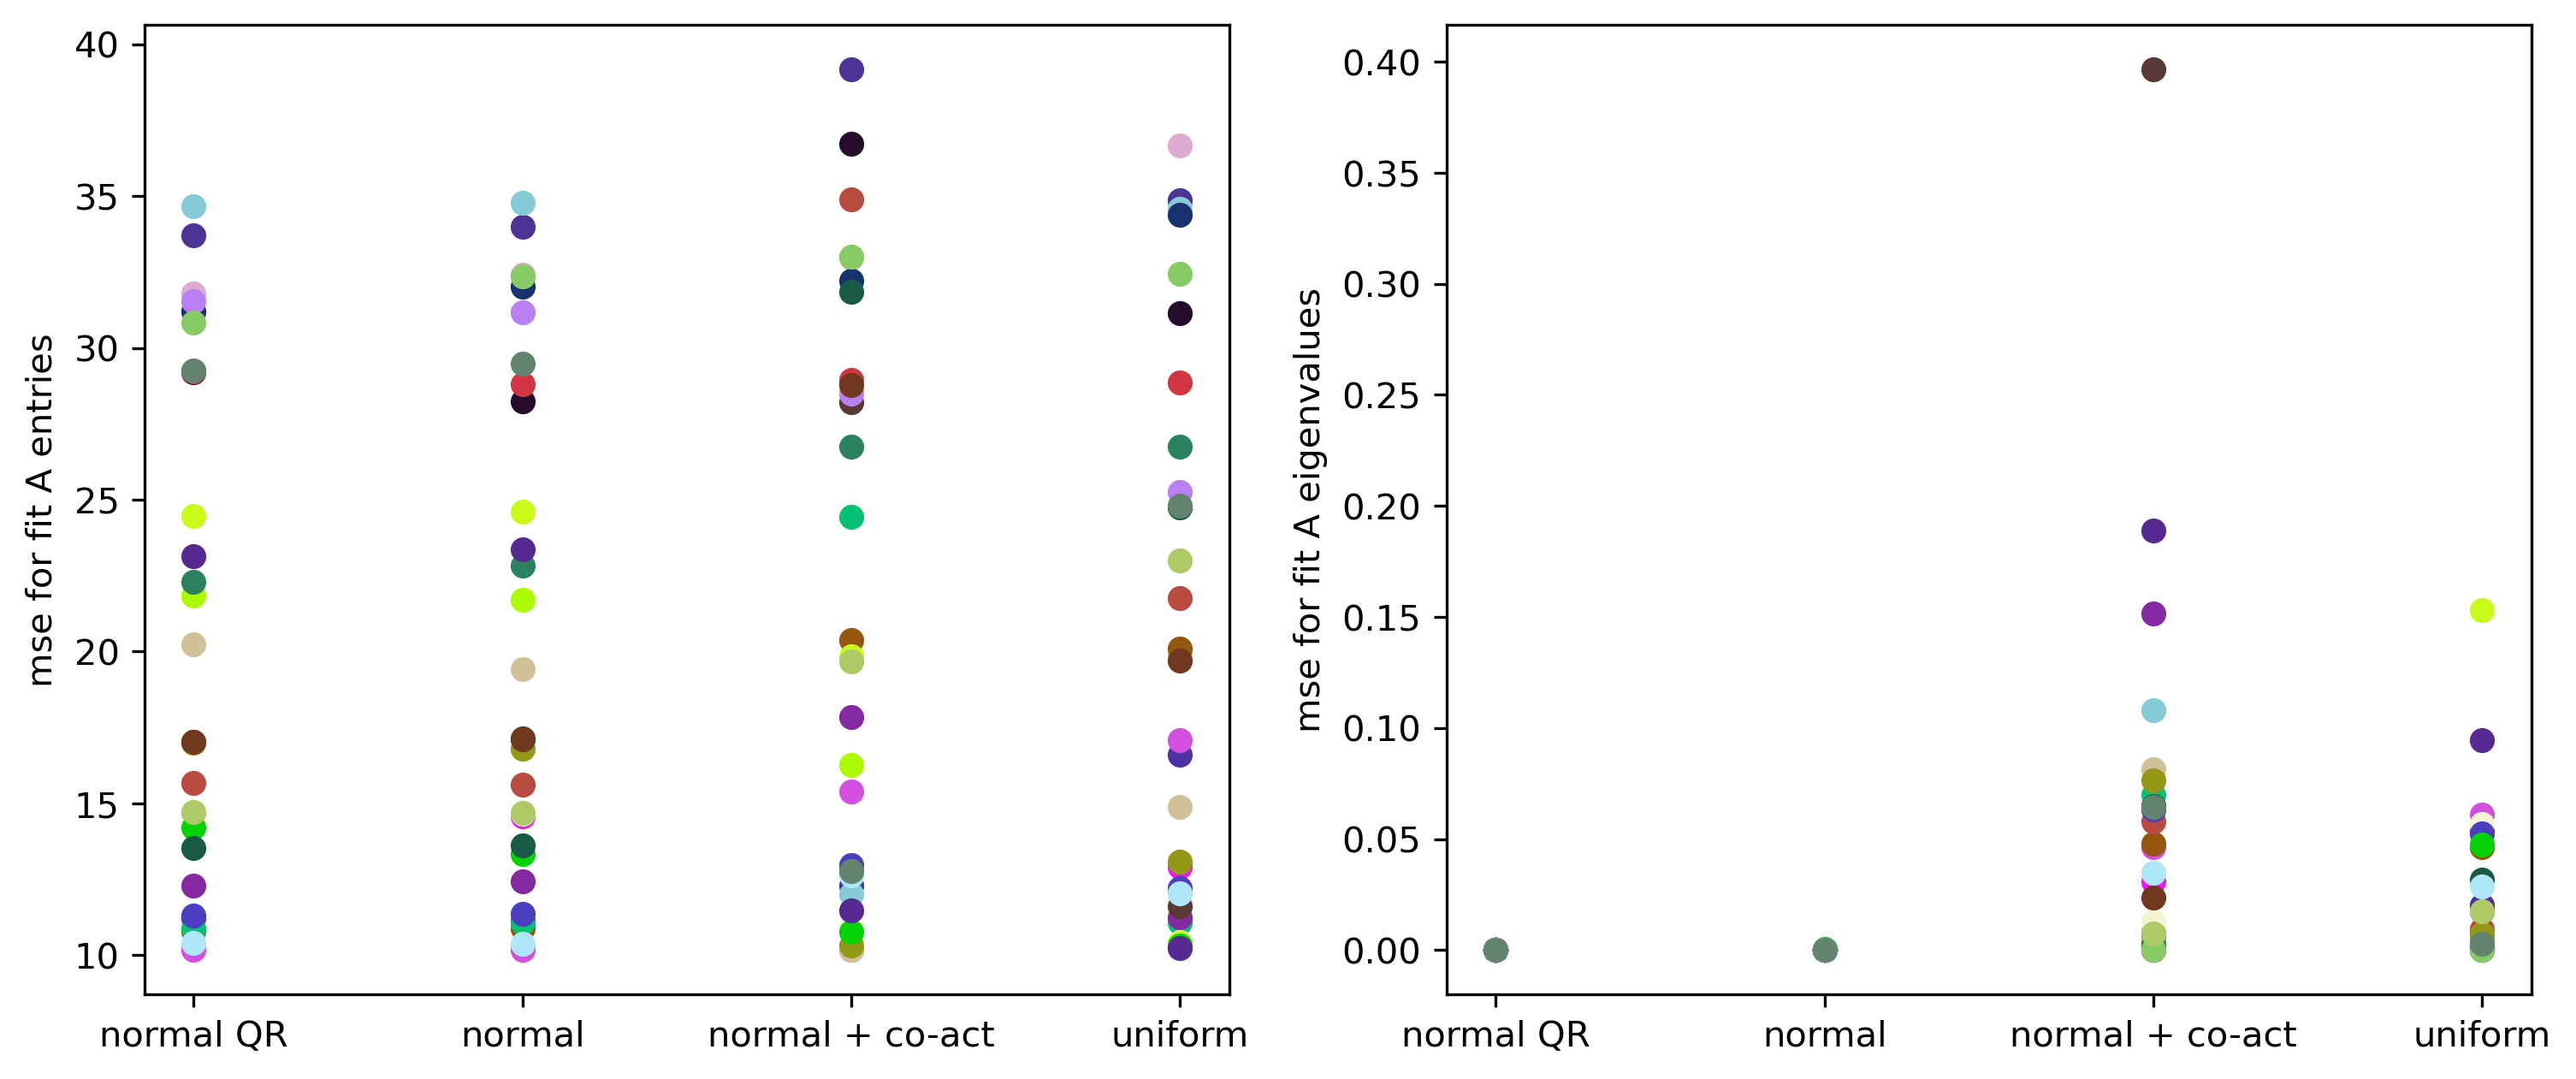 mse for fit A entries
40
35
30
25
20
15
10
normal QR
normal
normal + co-act
uniform
mse for fit A eigenvalues
0.40
0.35
0.30
0.25
0.20
0.15
0.10
0.05
0.00
normal QR
normal
normal + co-act
uniform